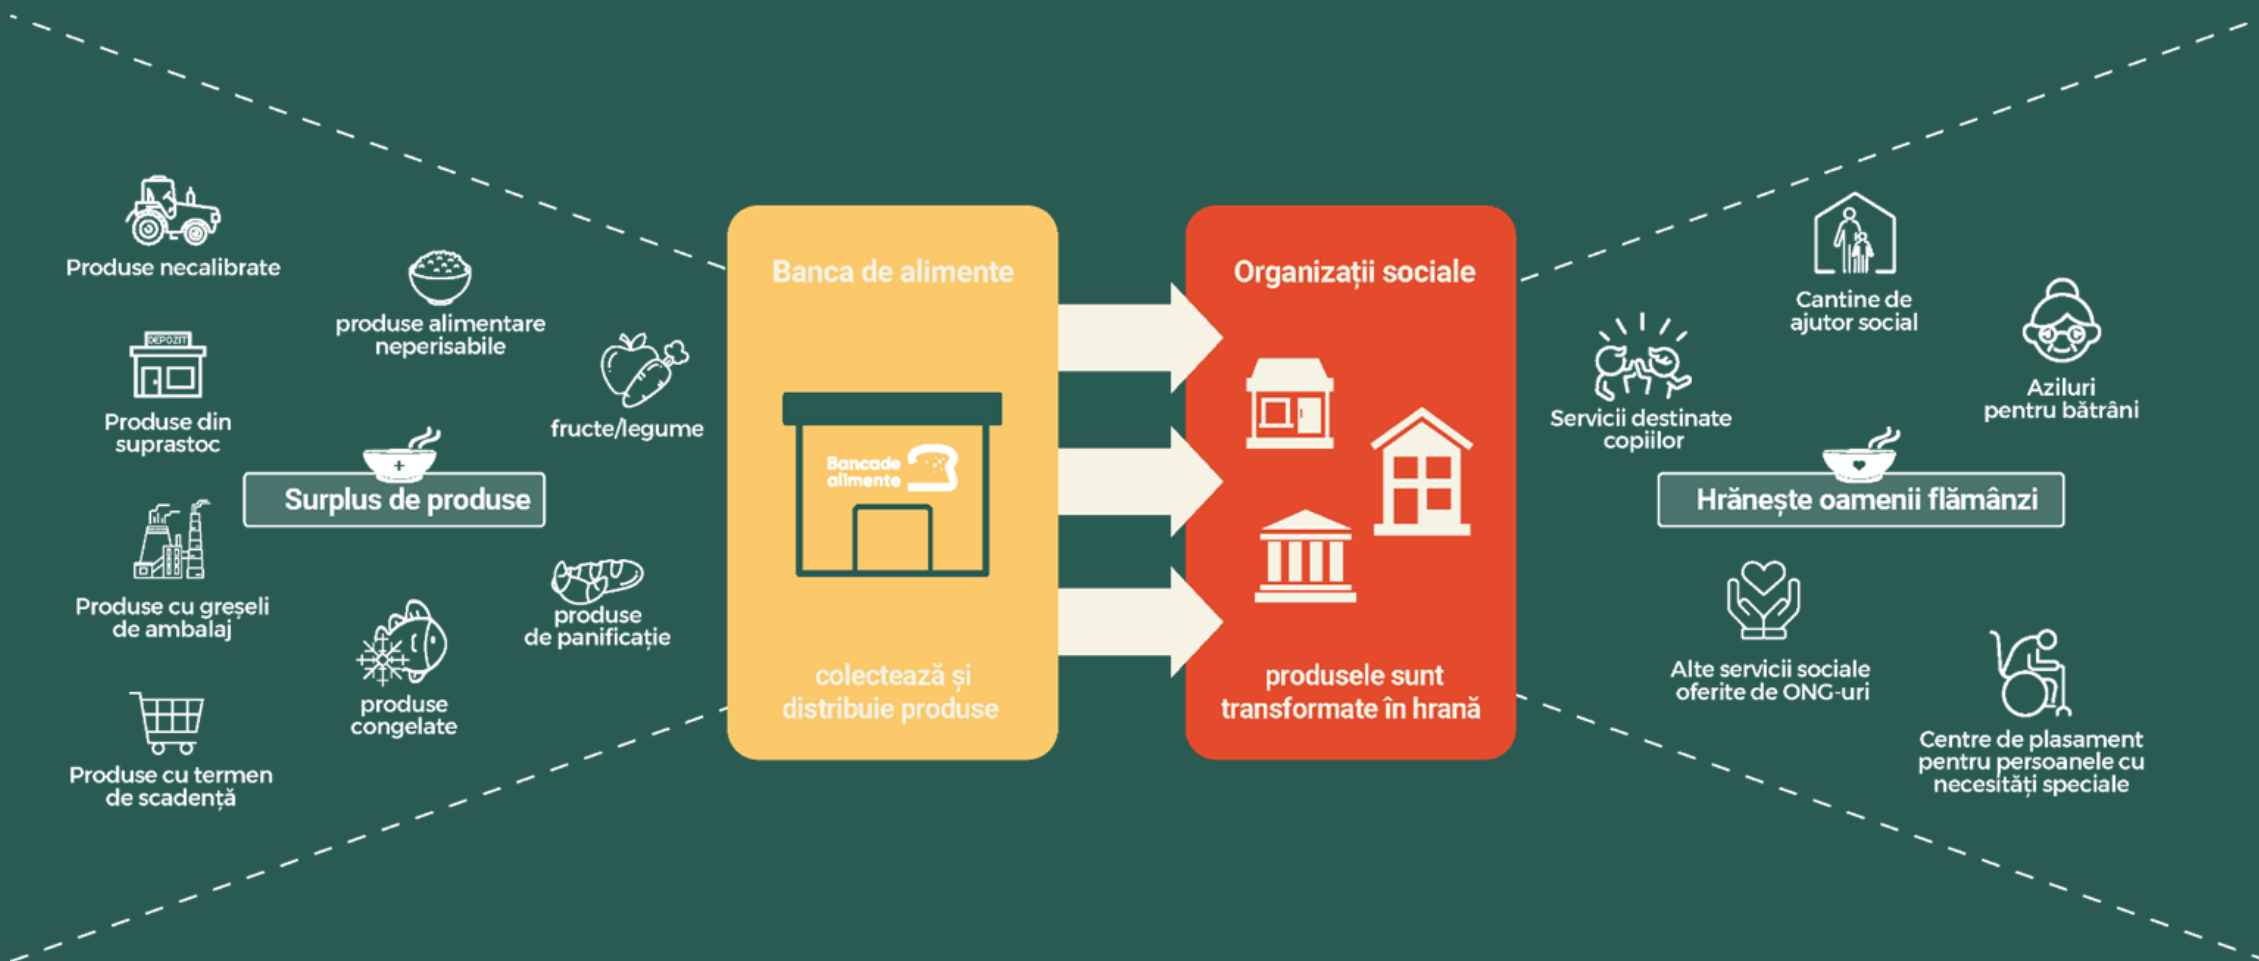 Produse necalibrate
produse alimentare
neperisabile
DEPOZIT
Produse din
suprastoc
fructe/legume
Surplus de produse
Produse cu greșeli
de ambalaj
produse
de panificație
produse
congelate
Produse cu termen
de scadență
Banca de alimente
Bancade
alimente
colectează și
distribuie produse
Organizații sociale
produsele sunt
transformate în hrană
Cantine de
ajutor social
Servicii destinate
copiilor
Aziluri
pentru bătrâni
Hrănește oamenii flămânzi
Alte servicii sociale
oferite de ONG-uri
Centre de plasament
pentru persoanele cu
necesități speciale